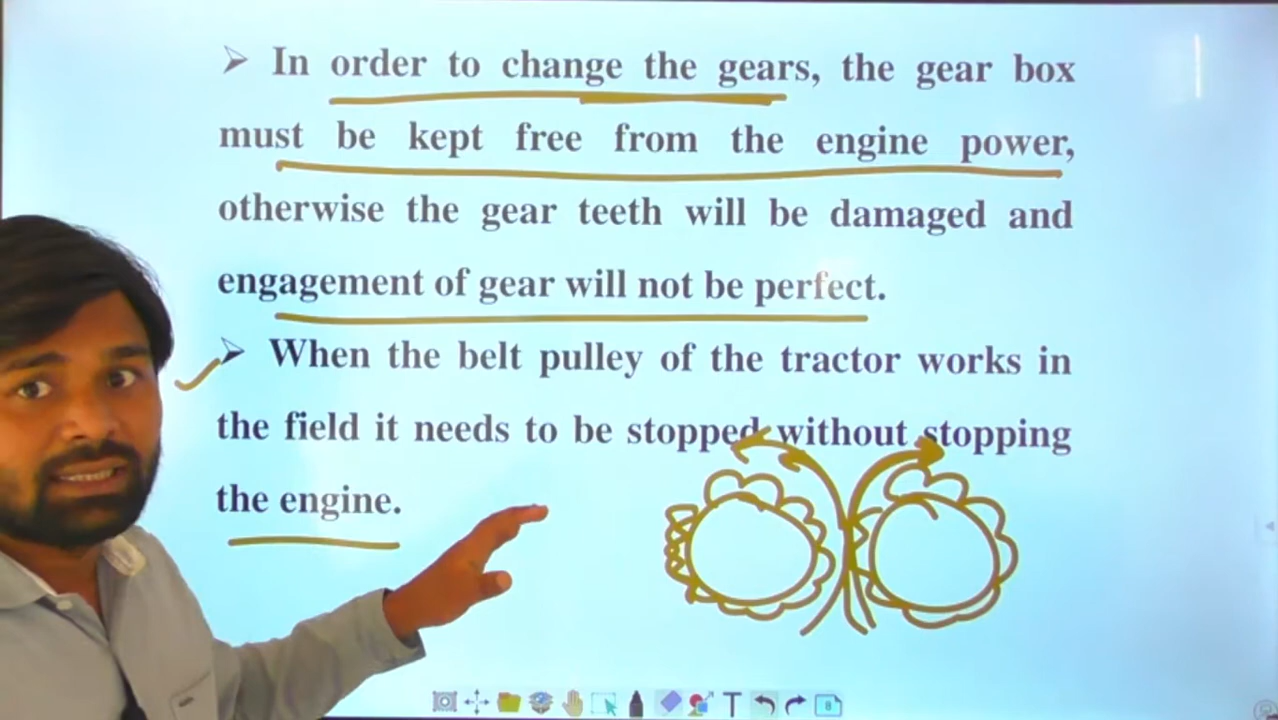 ➢ In order to change the gears, the gear box
must be kept free from the engine power,
otherwise the gear teeth will be damaged and
engagement of gear will not be perfect.
➢ When the belt pulley of the tractor works in
the field it needs to be stopped without stopping
the engine.
T